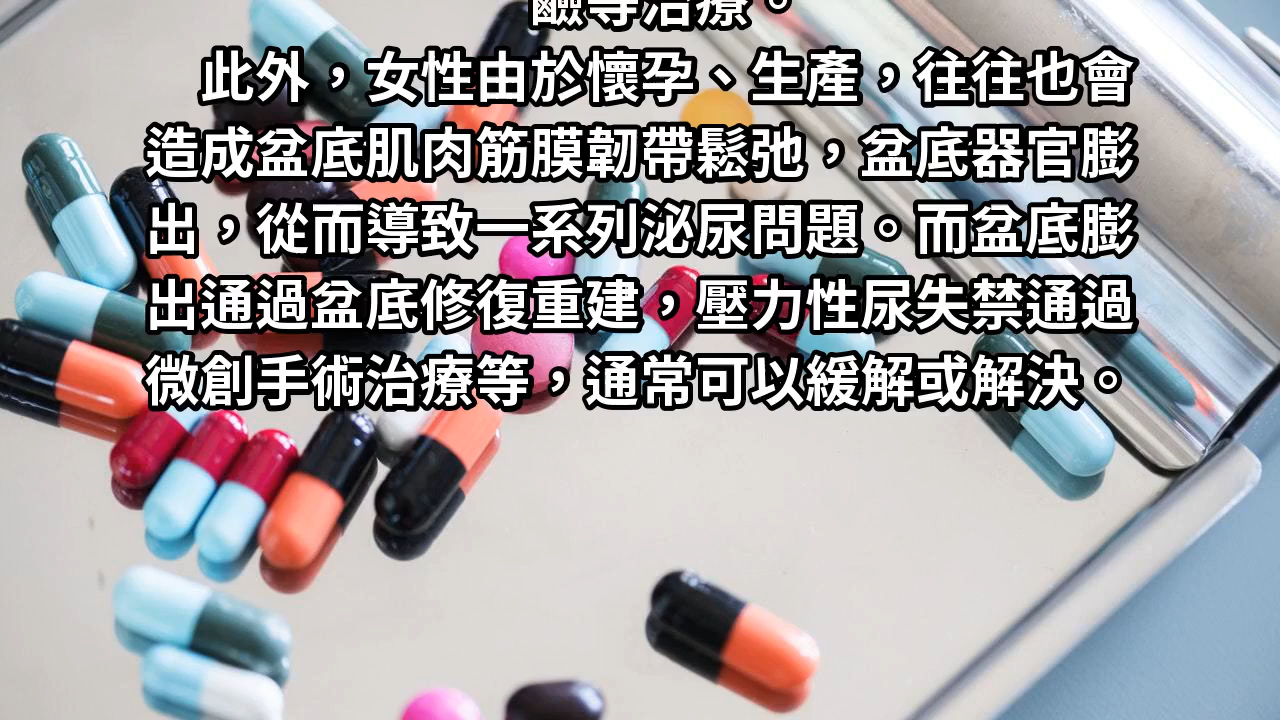 鹼等治療。
此外，女性由於懷孕、生產，往往也會
造成盆底肌肉筋膜韌帶鬆弛，盆底器官膨
出，從而導致一系列泌尿問題。而盆底膨
出通過盆底修復重建，壓力性尿失禁通過
微創手術治療等，通常可以緩解或解決。